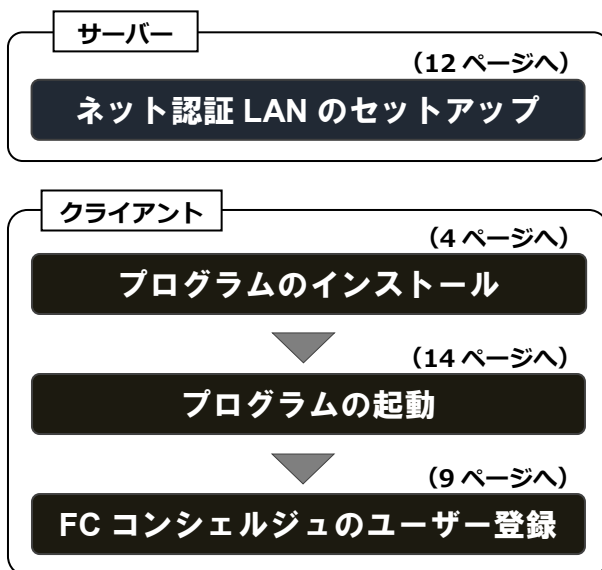 サーバー
（12 ページへ）
ネット認証 LAN のセットアップ
クライアント
（4 ページへ）
プログラムのインストール
（14 ページへ）
プログラムの起動
（9 ページへ）
FC コンシェルジュのユーザー登録